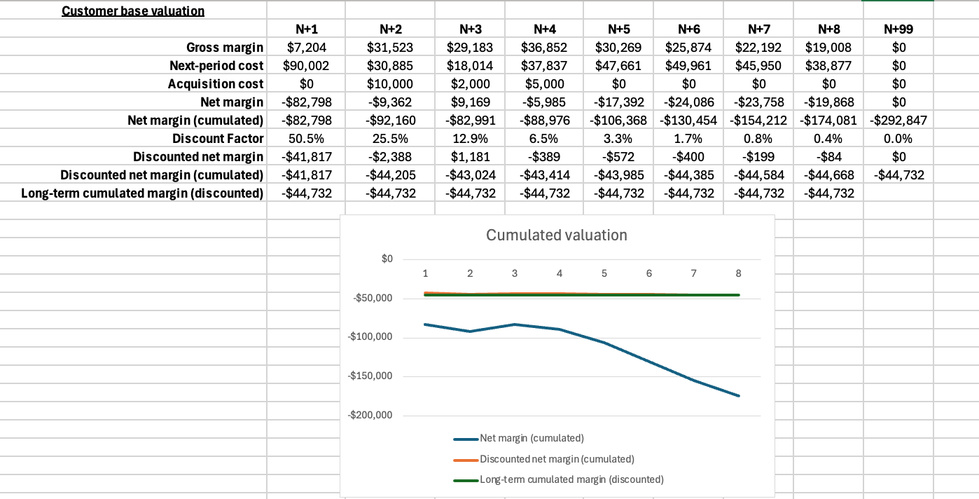 Customer base valuation
N+1 N+2 N+3 N+4 N+5 N+6 N+7 N+8 N+99
Gross margin $7,204 $31,523 $29,183 $36,852 $30,269 $25,874 $22,192 $19,008 $0
Next-period cost $90,002 $30,885 $18,014 $37,837 $47,661 $49,961 $45,950 $38,877 $0
Acquisition cost $0 $10,000 $2,000 $5,000 $0 $0 $0 $0 $0
Net margin -$82,798 -$9,362 $9,169 -$5,985 -$17,392 -$24,086 -$23,758 -$19,868 $0
Net margin (cumulated) -$82,798 -$92,160 -$82,991 -$88,976 -$106,368 -$130,454 -$154,212 -$174,081 -$292,847
Discount Factor 50.5% 25.5% 12.9% 6.5% 3.3% 1.7% 0.8% 0.4% 0.0%
Discounted net margin -$41,817 -$2,388 $1,181 -$389 -$572 -$400 -$199 -$84 $0
Discounted net margin (cumulated) -$41,817 -$44,205 -$43,024 -$43,414 -$43,985 -$44,385 -$44,584 -$44,668 -$44,732
Long-term cumulated margin (discounted) -$44,732 -$44,732 -$44,732 -$44,732 -$44,732 -$44,732 -$44,732 -$44,732
Cumulated valuation
$0
1 2 3 4 5 6 7 8
-$50,000
-$100,000
-$150,000
-$200,000
Net margin (cumulated)
Discounted net margin (cumulated)
Long-term cumulated margin (discounted)